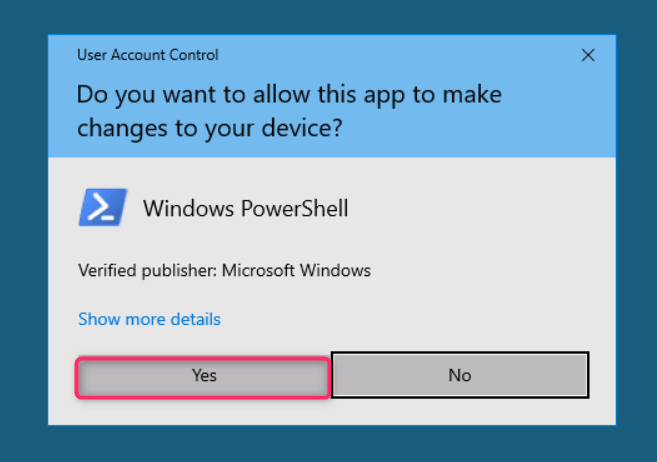 User Account Control
Do you want to allow this app to make
changes to your device?
Windows PowerShell
Verified publisher: Microsoft Windows
Show more details
Yes
No